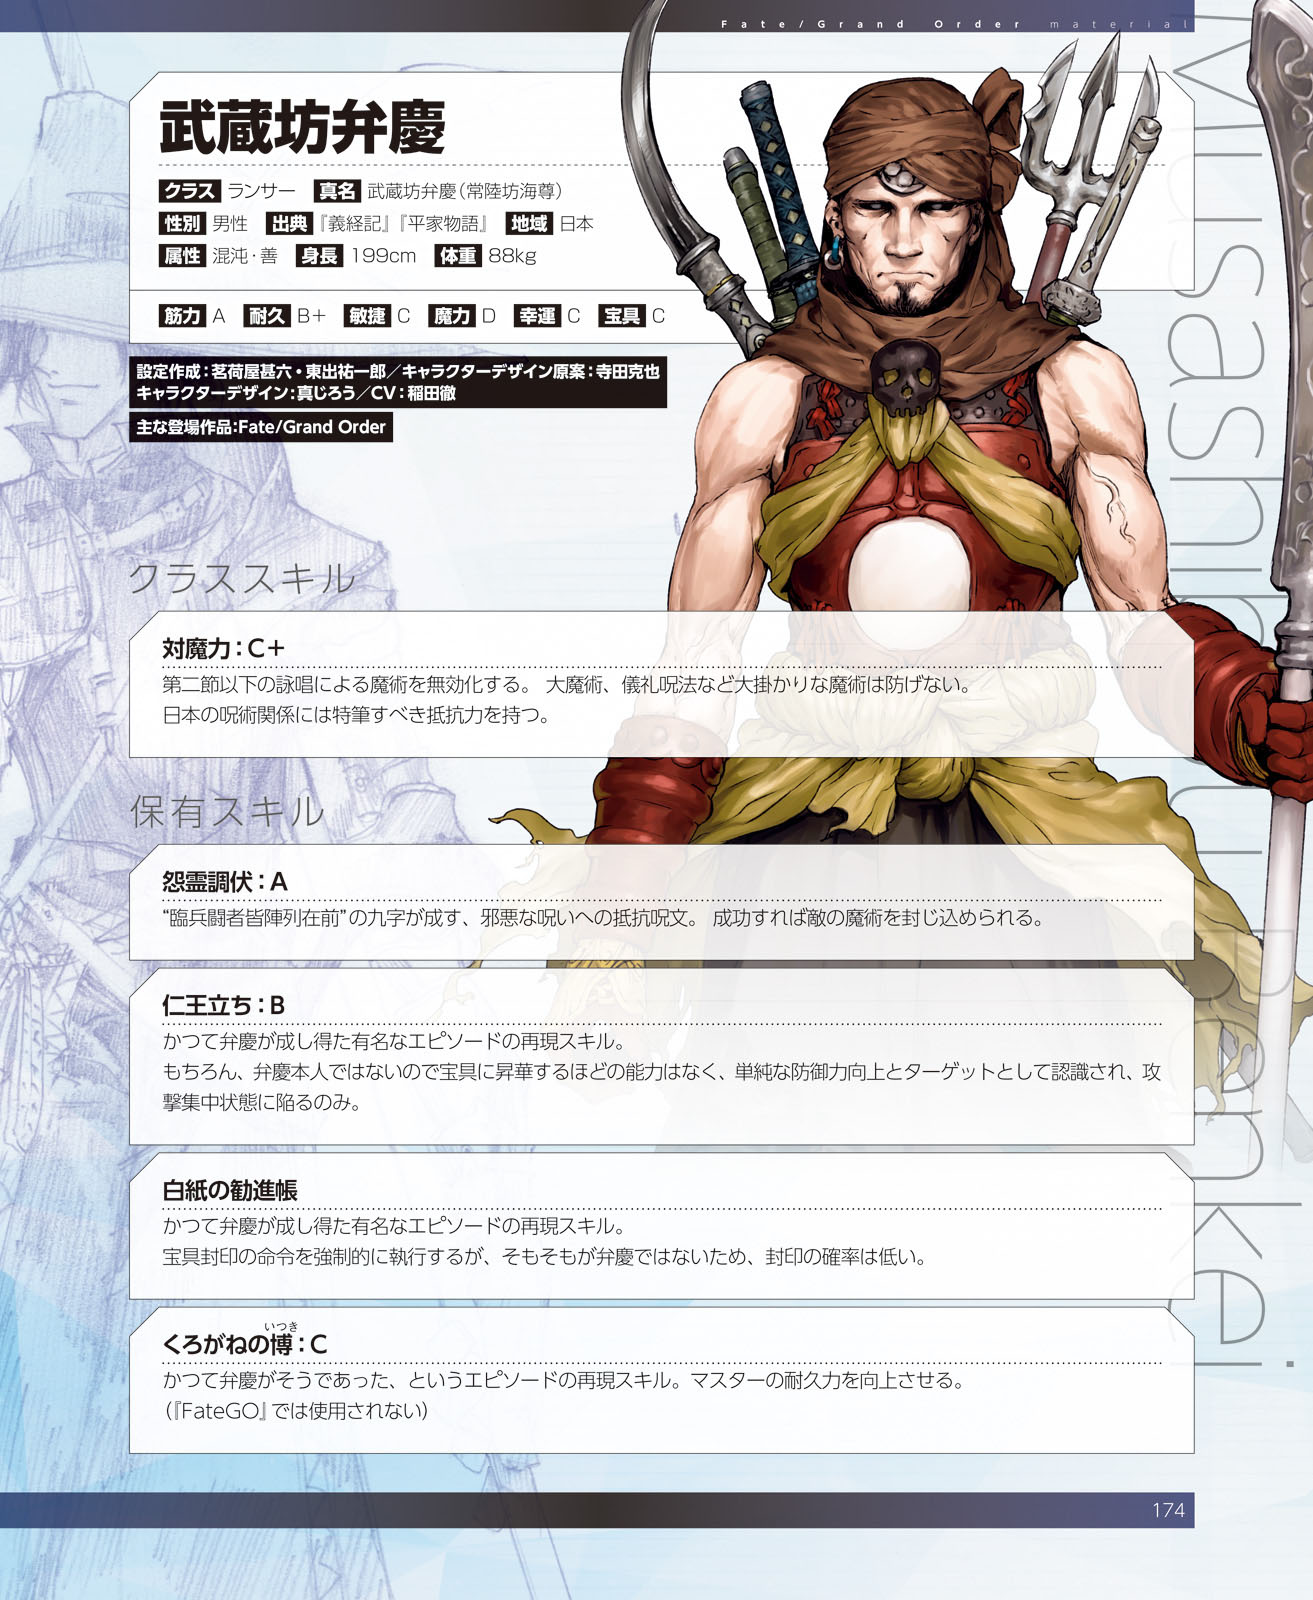 Fate/Grand Order material
武蔵坊弁慶
クラス ランサー 真名 武蔵坊弁慶(常陸坊海尊)
性別 男性 出典 『義経記』『平家物語』 地域 日本
属性 混沌・善 身長 199cm 体重 88kg
筋力 A 耐久 B+ 敏捷 C 魔力 D 幸運 C 宝具 C
設定作成:茗荷屋甚六・東出祐一郎/キャラクターデザイン原案:寺田克也
キャラクターデザイン:真じろう/CV:稲田徹
主な登場作品:Fate/Grand Order
Musashibou Benkei
クラススキル
対魔力:C+
第二節以下の詠唱による魔術を無効化する。 大魔術、儀礼呪法など大掛かりな魔術は防げない。
日本の呪術関係には特筆すべき抵抗力を持つ。
保有スキル
怨霊調伏:A
“臨兵闘者皆陣列在前”の九字が成す、邪悪な呪いへの抵抗呪文。 成功すれば敵の魔術を封じ込められる。
仁王立ち:B
かつて弁慶が成し得た有名なエピソードの再現スキル。
もちろん、弁慶本人ではないので宝具に昇華するほどの能力はなく、単純な防御力向上とターゲットとして認識され、攻
撃集中状態に陥るのみ。
白紙の勧進帳
かつて弁慶が成し得た有名なエピソードの再現スキル。
宝具封印の命令を強制的に執行するが、そもそもが弁慶ではないため、封印の確率は低い。
いつき
くろがねの博:C
かつて弁慶がそうであった、というエピソードの再現スキル。マスターの耐久力を向上させる。
(『FateGO』では使用されない)
174